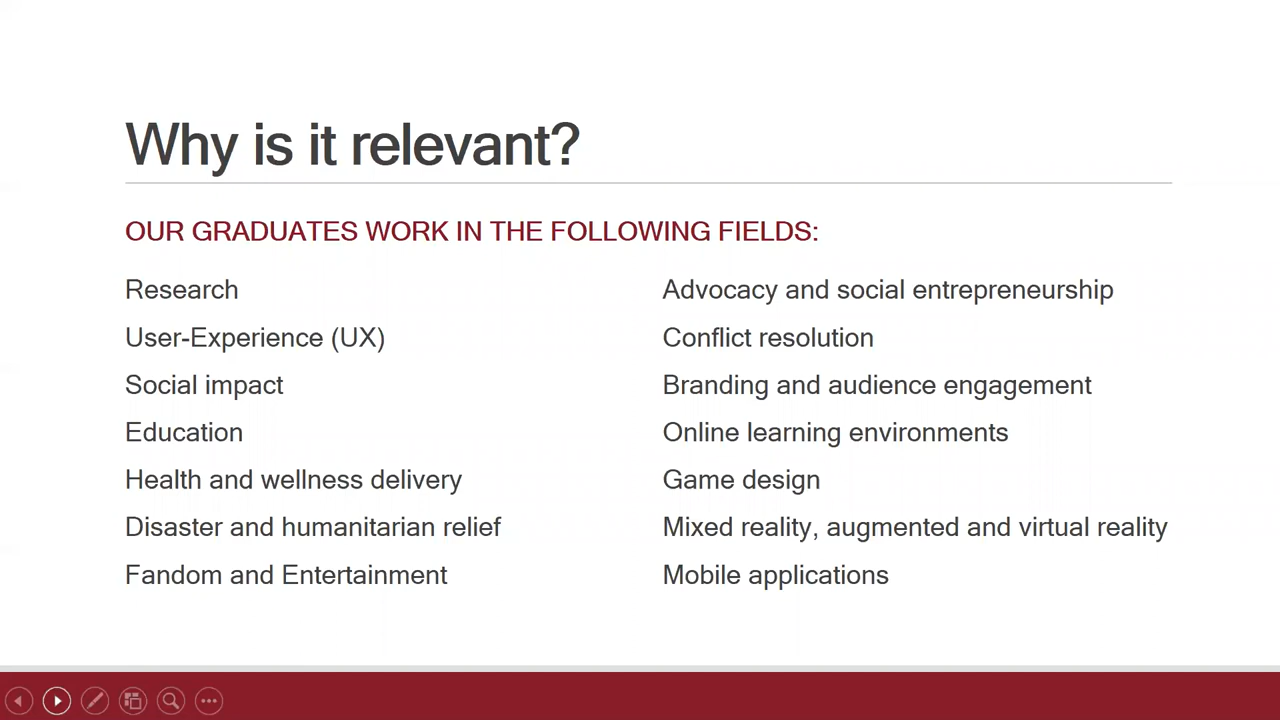 Why is it relevant?
OUR GRADUATES WORK IN THE FOLLOWING FIELDS:
Research
User-Experience (UX)
Social impact
Education
Health and wellness delivery
Disaster and humanitarian relief
Fandom and Entertainment
Advocacy and social entrepreneurship
Conflict resolution
Branding and audience engagement
Online learning environments
Game design
Mixed reality, augmented and virtual reality
Mobile applications